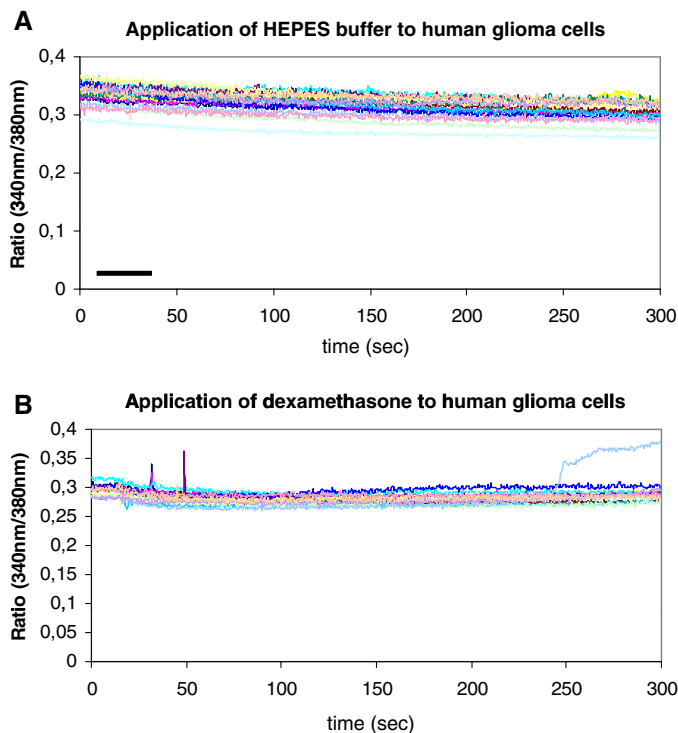 A
Application of HEPES buffer to human glioma cells
Ratio (340nm/380nm)
0,4
0,3
0,2
0,1
0
0 50 100 150 200 250 300
time (sec)
B
Application of dexamethasone to human glioma cells
Ratio (340nm/380nm)
0,4
0,35
0,3
0,25
0,2
0,15
0,1
0,05
0
0 50 100 150 200 250 300
time (sec)